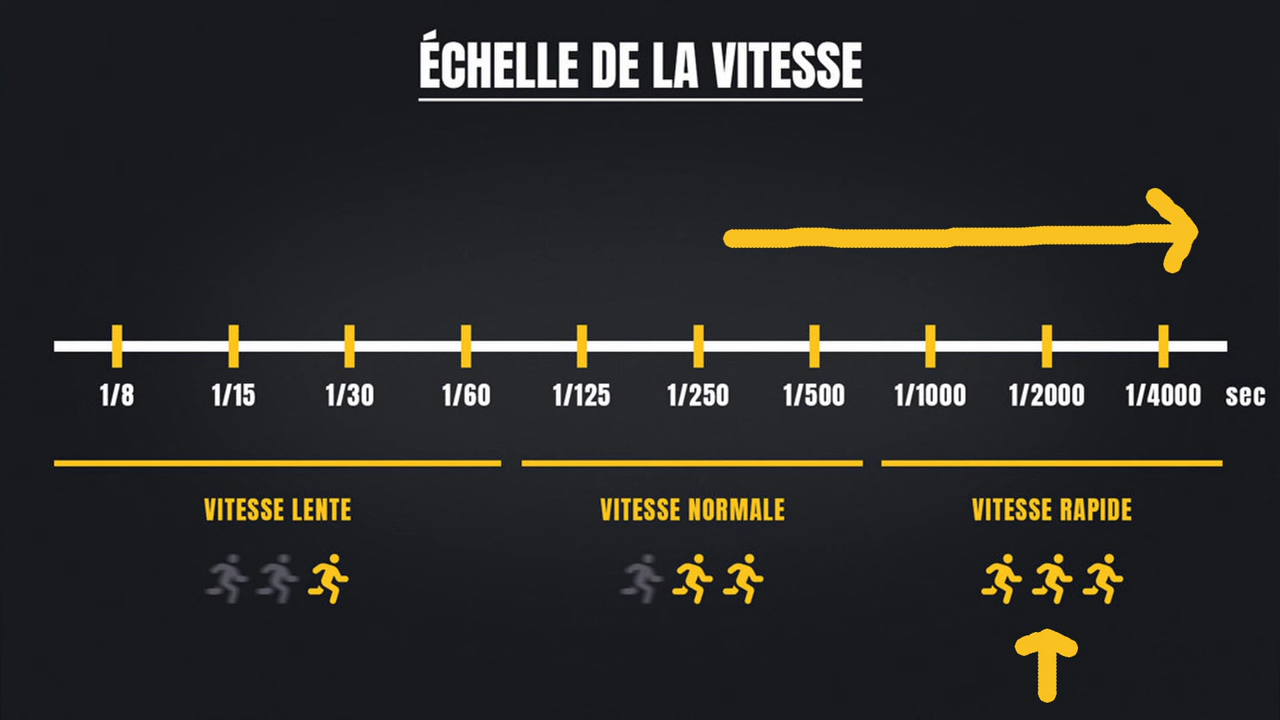 ÉCHELLE DE LA VITESSE
1/8 1/15 1/30 1/60 1/125 1/250 1/500 1/1000 1/2000 1/4000 sec
VITESSE LENTE VITESSE NORMALE VITESSE RAPIDE